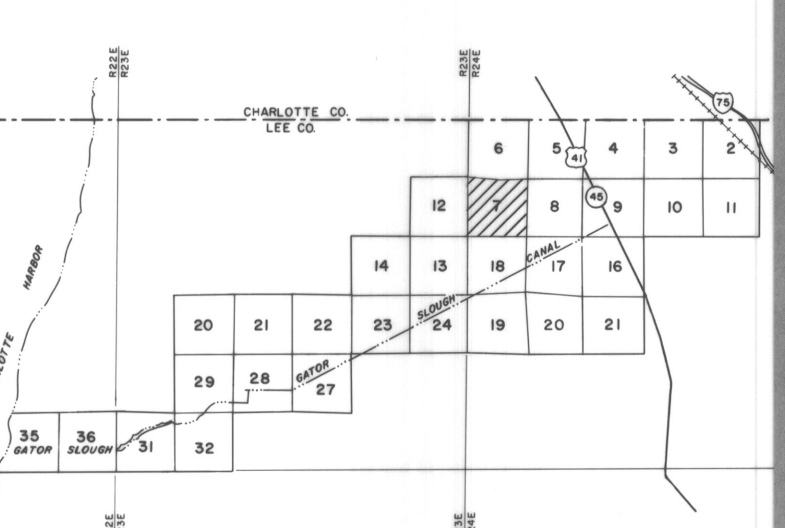 R22E
R23E
R23E
R24E
75
CHARLOTTE CO.
LEE CO.
6
5
4
3
2
41
12
7
8
45
9
10
11
HARBOR
14
13
18
CANAL
17
16
20
21
22
23
SLOUGH
24
19
20
21
29
28
GATOR
27
35
GATOR
36
SLOUGH
31
32